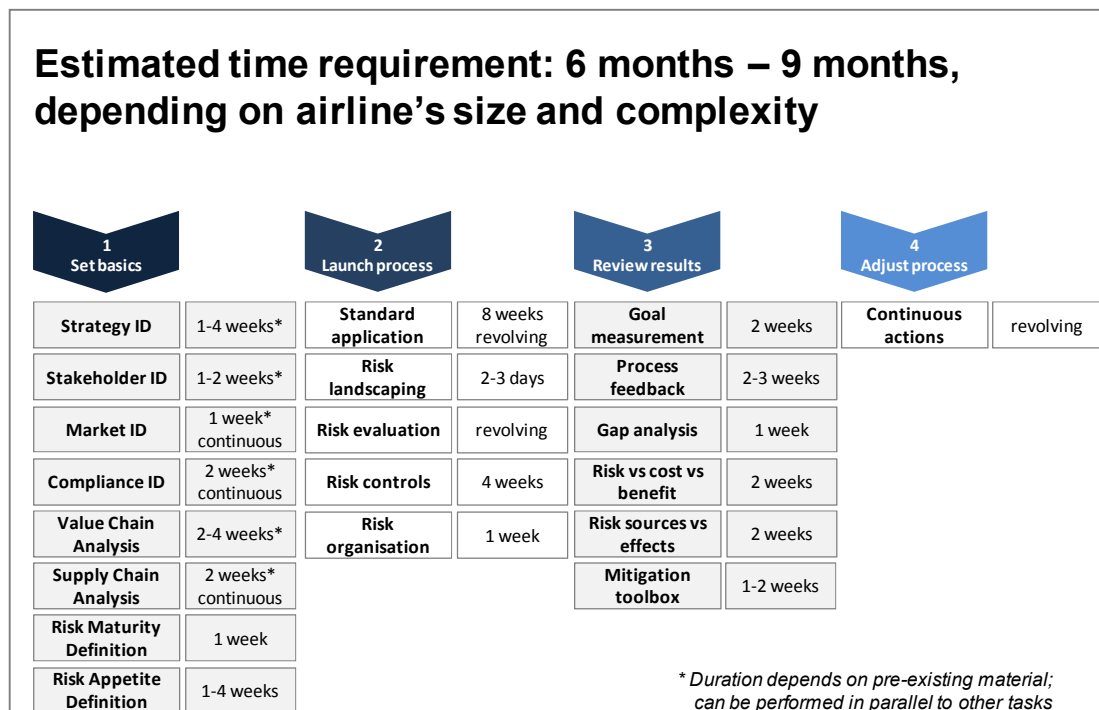 Estimated time requirement: 6 months – 9 months,
depending on airline's size and complexity
1
Set basics
2
Launch process
3
Review results
4
Adjust process
Strategy ID
1-4 weeks*
Stakeholder ID
1-2 weeks*
Market ID
1 week*
continuous
Compliance ID
2 weeks*
continuous
Value Chain
Analysis
2-4 weeks*
Supply Chain
Analysis
2 weeks*
continuous
Risk Maturity
Definition
1 week
Risk Appetite
Definition
1-4 weeks
Standard
application
8 weeks
revolving
Risk
landscaping
2-3 days
Risk evaluation
revolving
Risk controls
4 weeks
Risk
organisation
1 week
Goal
measurement
2 weeks
Process
feedback
2-3 weeks
Gap analysis
1 week
Risk vs cost vs
benefit
2 weeks
Risk sources vs
effects
2 weeks
Mitigation
toolbox
1-2 weeks
Continuous
actions
revolving
* Duration depends on pre-existing material;
can be performed in parallel to other tasks